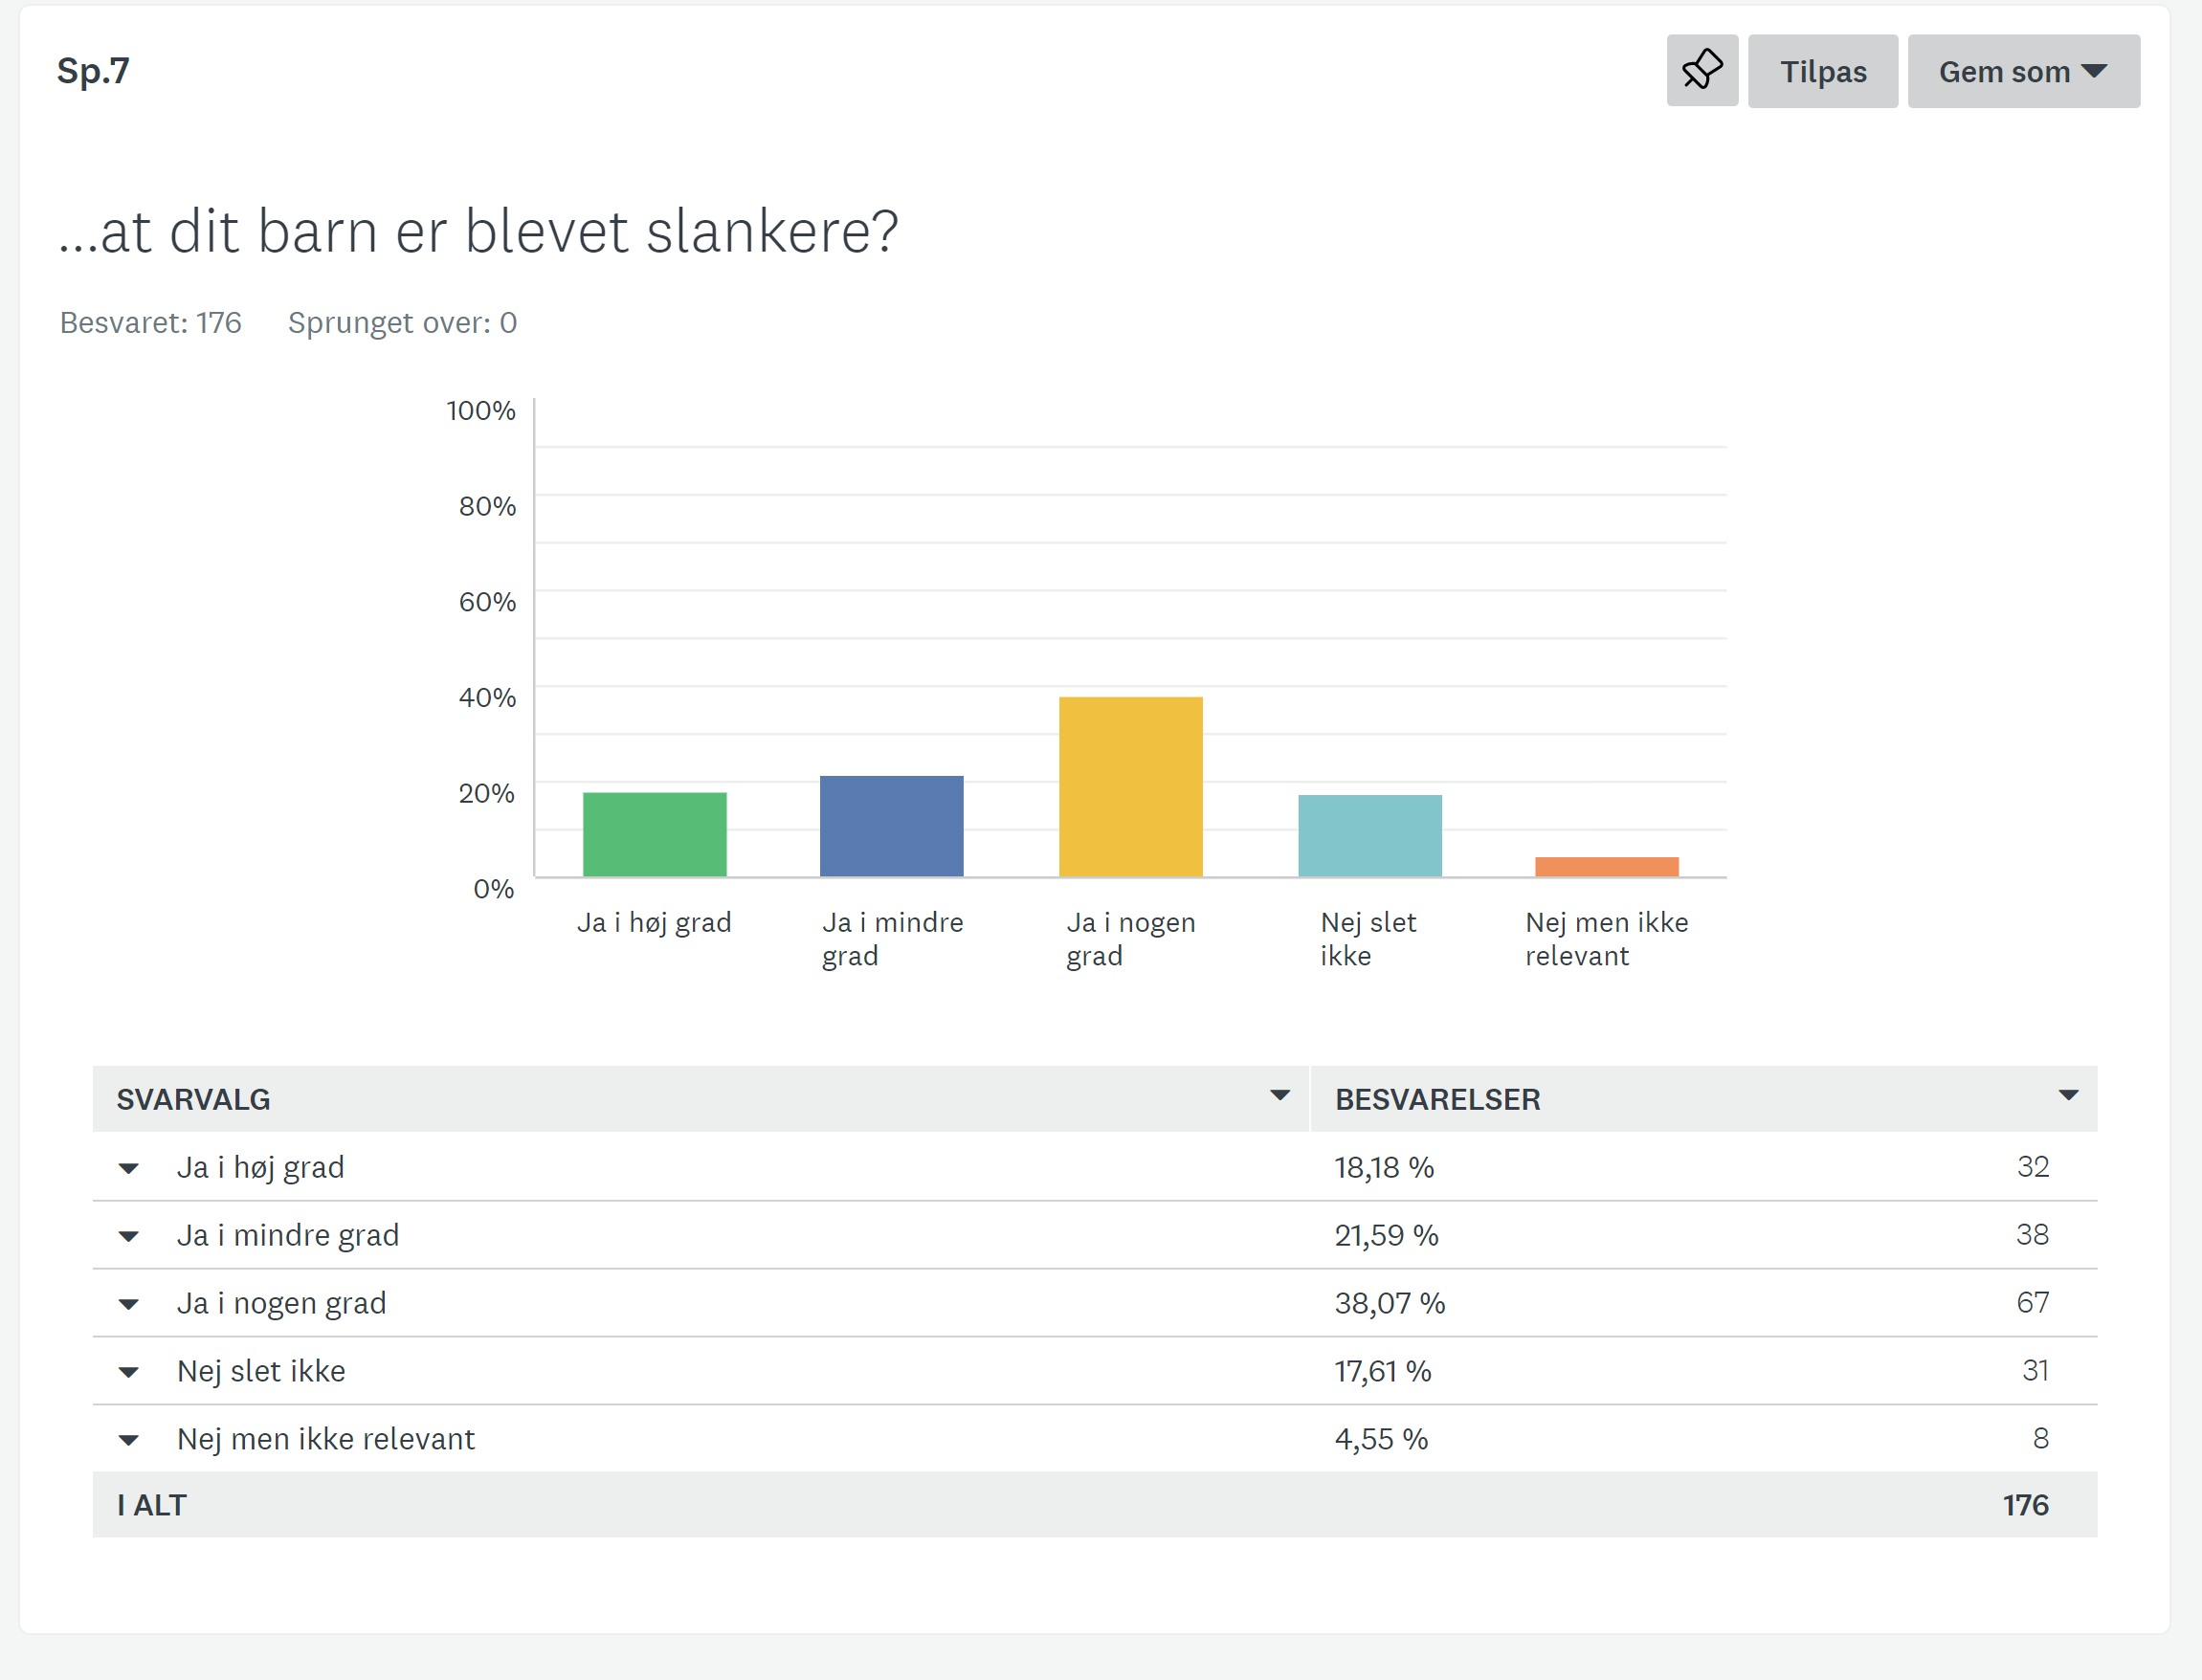 Sp.7
Tilpas
Gem som
...at dit barn er blevet slankere?
Besvaret: 176 Sprunget over: 0
100%
80%
60%
40%
20%
0%
Ja i høj grad
Ja i mindre
grad
Ja i nogen
grad
Nej slet
ikke
Nej men ikke
relevant
SVARVALG BESVARELSER
Ja i høj grad 18,18 % 32
Ja i mindre grad 21,59 % 38
Ja i nogen grad 38,07 % 67
Nej slet ikke 17,61 % 31
Nej men ikke relevant 4,55 % 8
I ALT 176